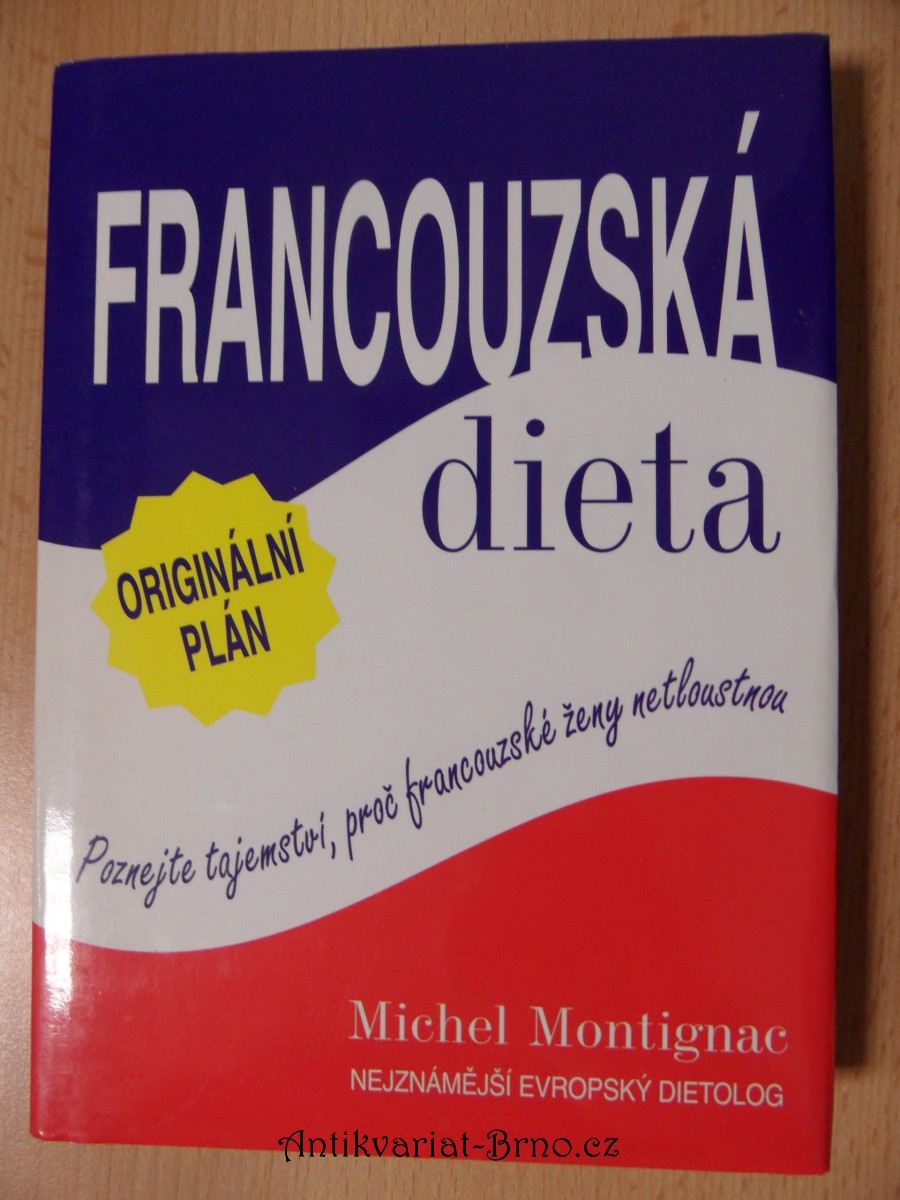 FRANCOUZSKÁ
dieta
ORIGINÁLNÍ
PLÁN
Poznejte tajemství, proč francouzské ženy netloustnou
Michel Montignac
NEJZNÁMĚJŠÍ EVROPSKÝ DIETOLOG
Antikvariat-Brno.cz